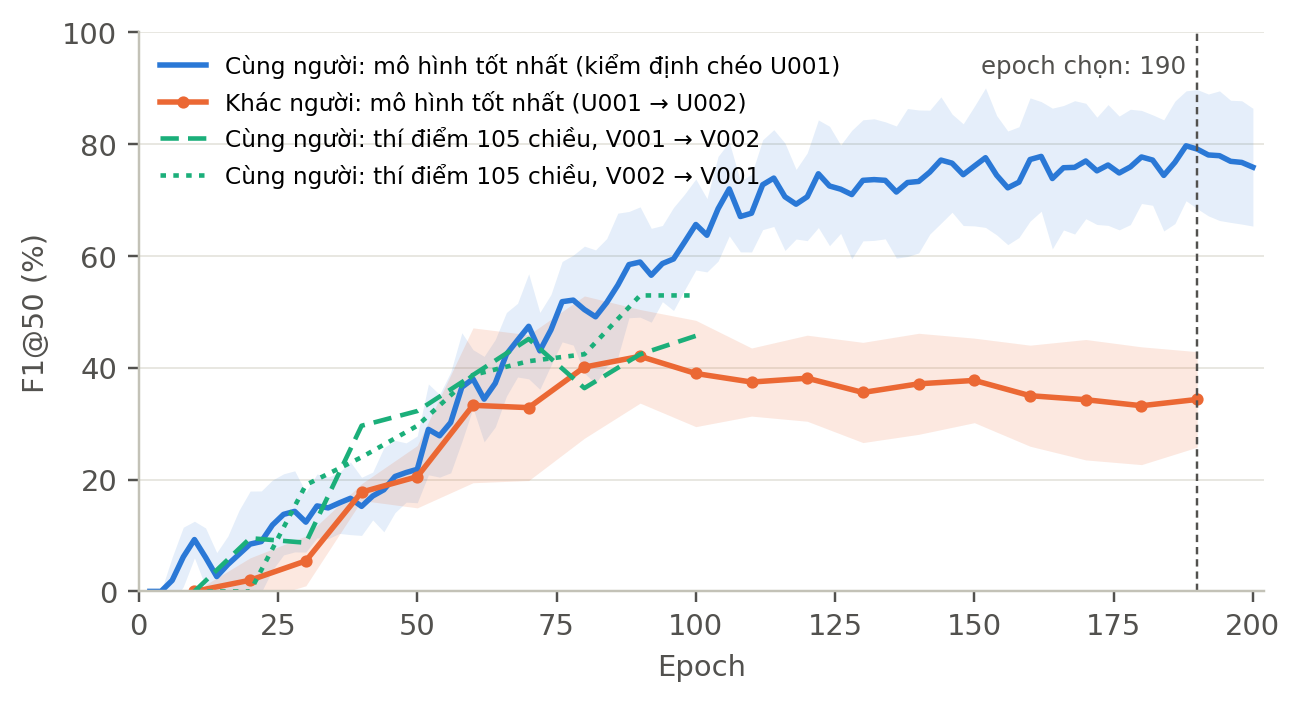 F1@50 (%)
100
80
60
40
20
0
Cùng người: mô hình tốt nhất (kiểm định chéo U001)
Khác người: mô hình tốt nhất (U001 → U002)
Cùng người: thí điểm 105 chiều, V001 → V002
Cùng người: thí điểm 105 chiều, V002 → V001
epoch chọn: 190
0 25 50 75 100 125 150 175 200
Epoch